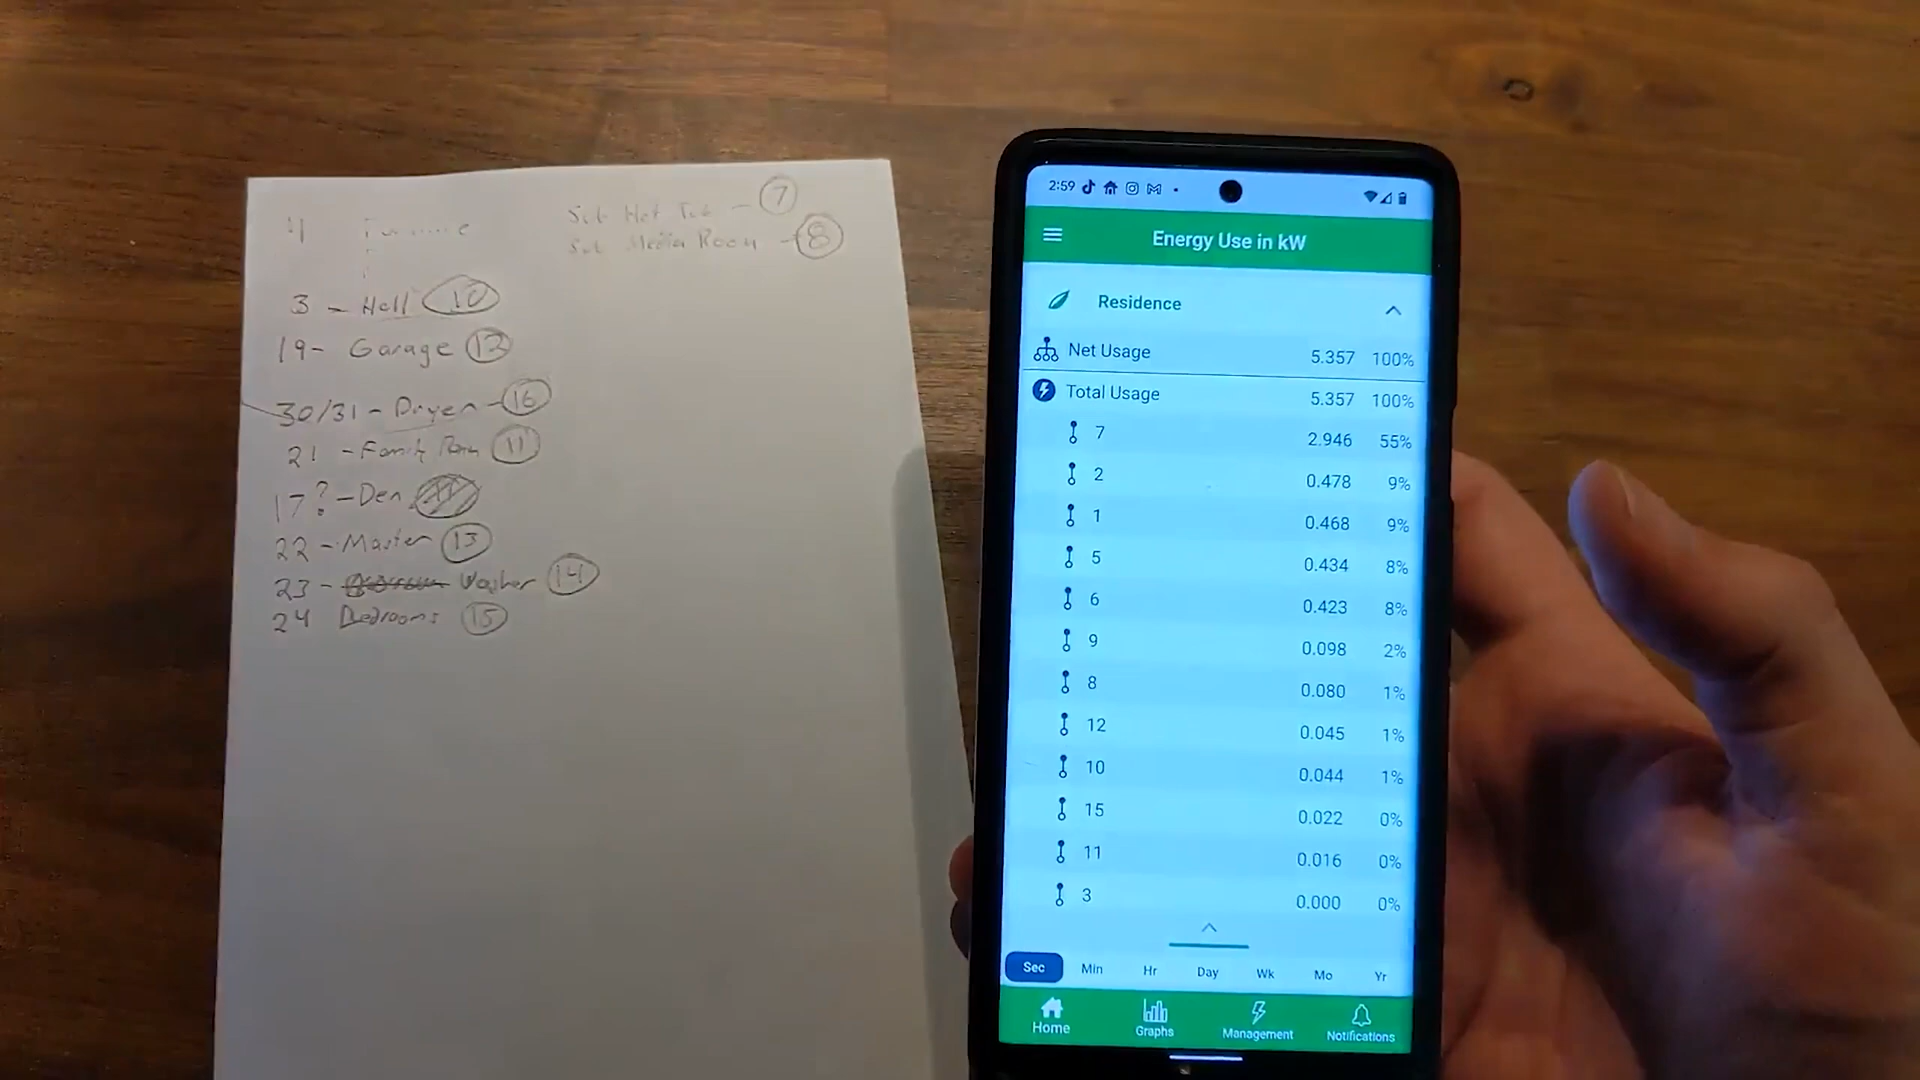 4
Sub Hot Tub - 7
Sub Media Room - 8
3 - Hall 10
19 - Garage 12
30/31 - Dryer - 16
21 - Family Room 11
17? - Den
22 - Master 13
23 - Washer 14
24 Bedrooms 15
2:59
Energy Use in kW
Residence
Net Usage 5.357 100%
Total Usage 5.357 100%
7 2.946 55%
2 0.478 9%
1 0.468 9%
5 0.434 8%
6 0.423 8%
9 0.098 2%
8 0.080 1%
12 0.045 1%
10 0.044 1%
15 0.022 0%
11 0.016 0%
3 0.000 0%
Sec Min Hr Day Wk Mo Yr
Home Graphs Management Notifications